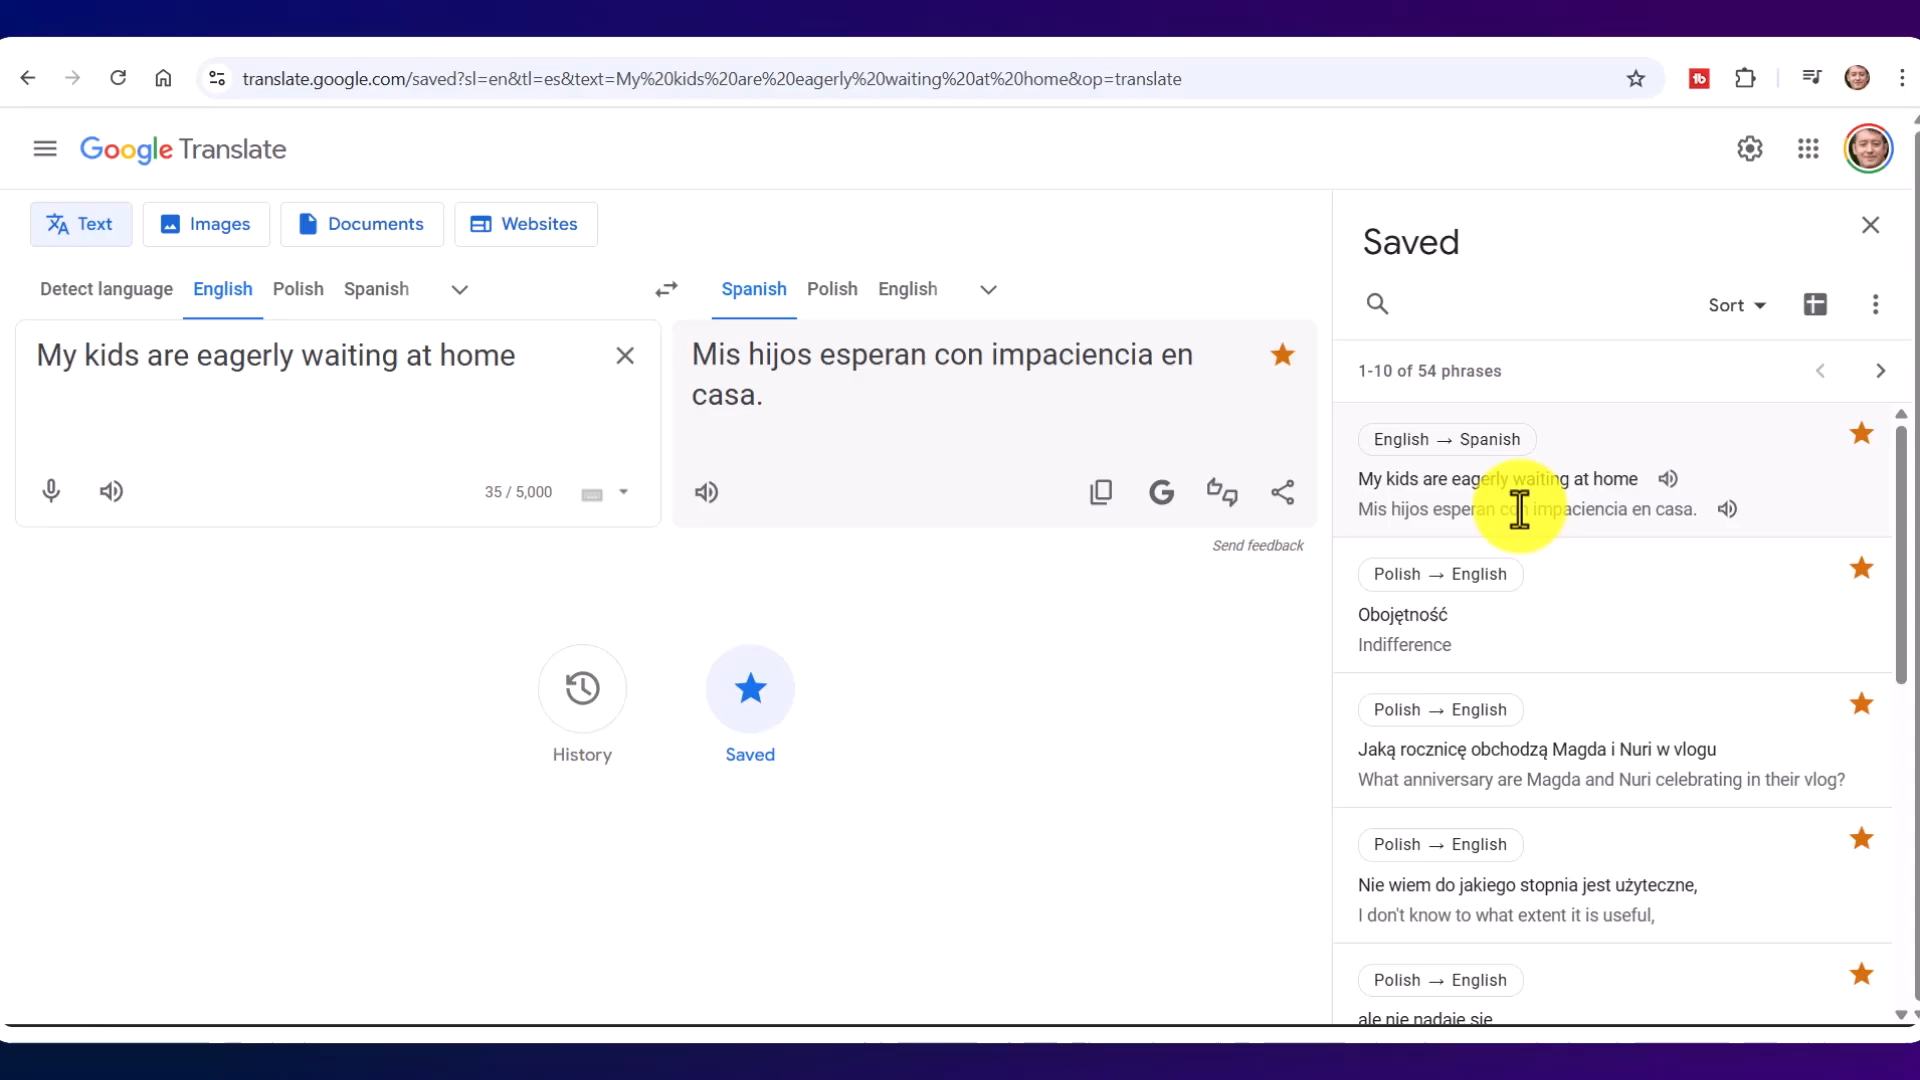 translate.google.com/saved?sl=en&tl=es&text=My%20kids%20are%20eagerly%20waiting%20at%20home&op=translate
Google Translate
Text
Images
Documents
Websites
Detect language
English
Polish
Spanish
Spanish
Polish
English
My kids are eagerly waiting at home
35 / 5,000
Mis hijos esperan con impaciencia en
casa.
Send feedback
History
Saved
Saved
Sort
1-10 of 54 phrases
English → Spanish
My kids are eagerly waiting at home
Mis hijos esperan con impaciencia en casa.
Polish → English
Obojętność
Indifference
Polish → English
Jaką rocznicę obchodzą Magda i Nuri w vlogu
What anniversary are Magda and Nuri celebrating in their vlog?
Polish → English
Nie wiem do jakiego stopnia jest użyteczne,
I don't know to what extent it is useful,
Polish → English
ale nie nadaje się